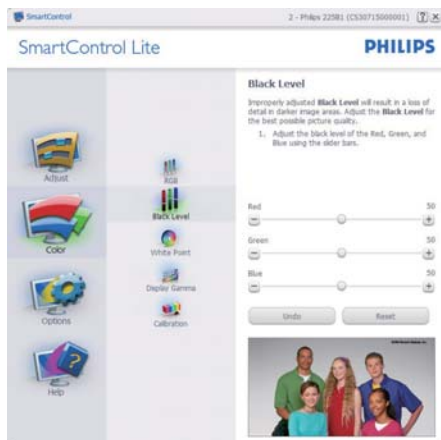 SmartControl
2 - Philips 225B1 (CS30715000001)
SmartControl Lite
PHILIPS
Adjust
Color
Options
Help
RGB
Black Level
White Point
Display Gamma
Calibration
Black Level
Improperly adjusted Black Level will result in a loss of
detail in darker image areas. Adjust the Black Level for
the best possible picture quality.
1. Adjust the black level of the Red, Green, and
Blue using the slider bars.
Red 50
Green 50
Blue 50
Undo Reset